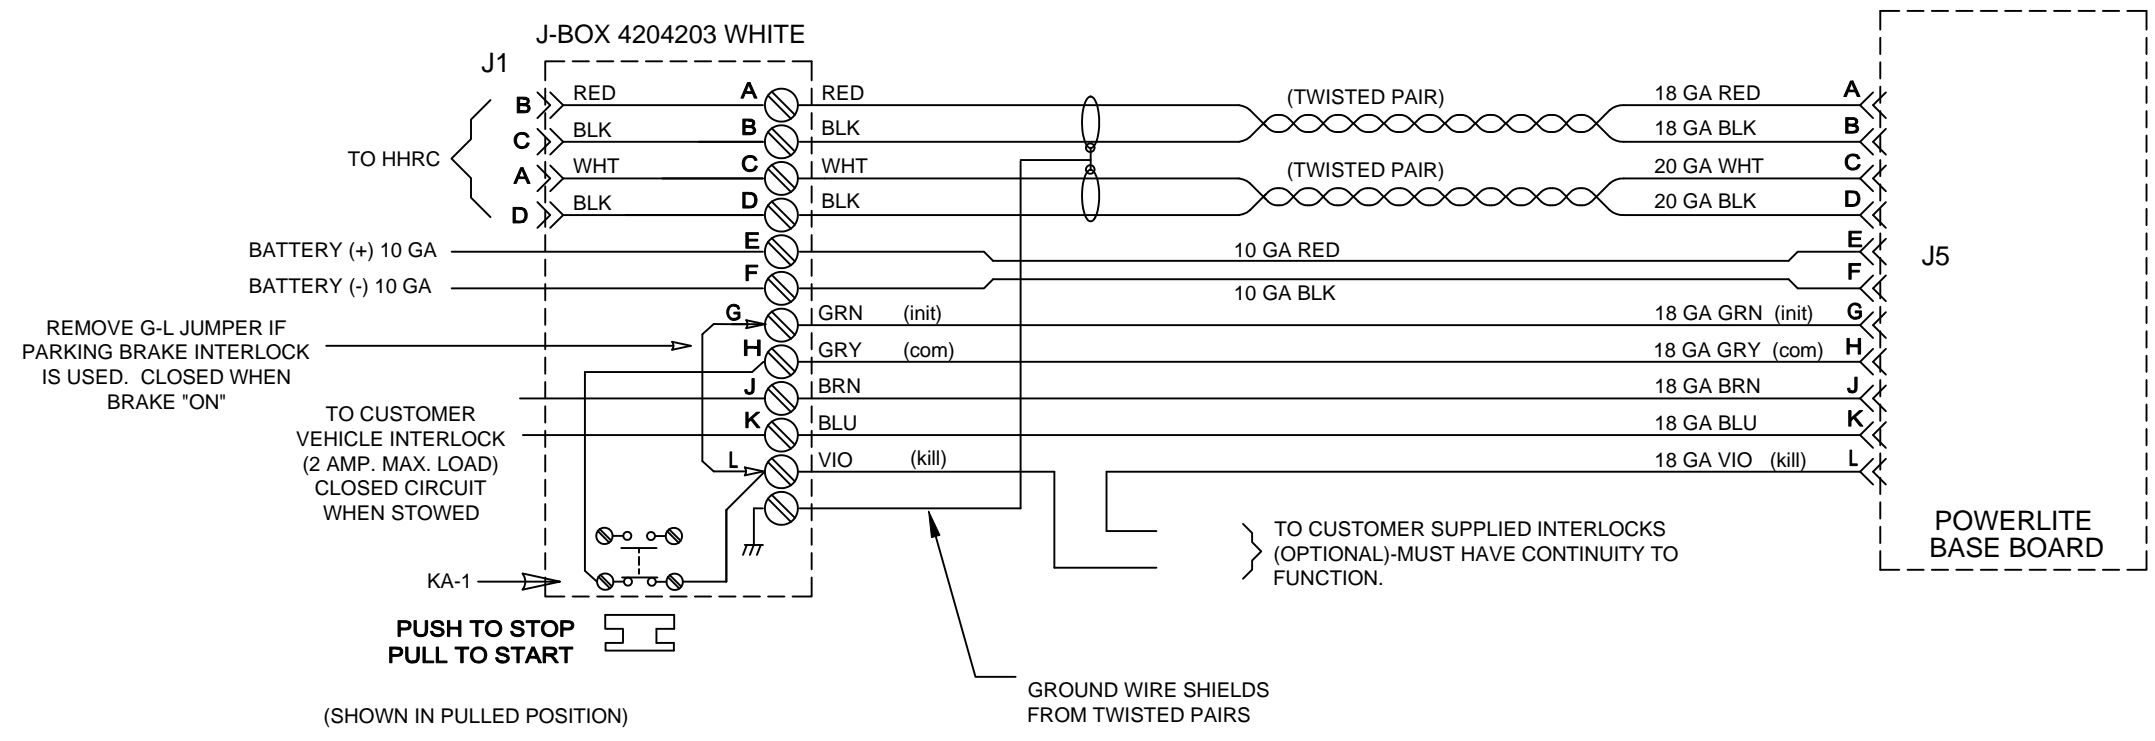 J-BOX 4204203 WHITE
J1
B RED A RED (TWISTED PAIR) 18 GA RED A
C BLK B BLK 18 GA BLK B
TO HHRC
A WHT C WHT (TWISTED PAIR) 20 GA WHT C
D BLK D BLK 20 GA BLK D
BATTERY (+) 10 GA E 10 GA RED E
J5
BATTERY (-) 10 GA F 10 GA BLK F
G GRN (init) 18 GA GRN (init) G
H GRY (com) 18 GA GRY (com) H
J BRN 18 GA BRN J
K BLU 18 GA BLU K
L VIO (kill) 18 GA VIO (kill) L
REMOVE G-L JUMPER IF
PARKING BRAKE INTERLOCK
IS USED. CLOSED WHEN
BRAKE "ON"
TO CUSTOMER
VEHICLE INTERLOCK
(2 AMP. MAX. LOAD)
CLOSED CIRCUIT
WHEN STOWED
TO CUSTOMER SUPPLIED INTERLOCKS
(OPTIONAL)-MUST HAVE CONTINUITY TO
FUNCTION.
POWERLITE
BASE BOARD
KA-1
PUSH TO STOP
PULL TO START
(SHOWN IN PULLED POSITION)
GROUND WIRE SHIELDS
FROM TWISTED PAIRS